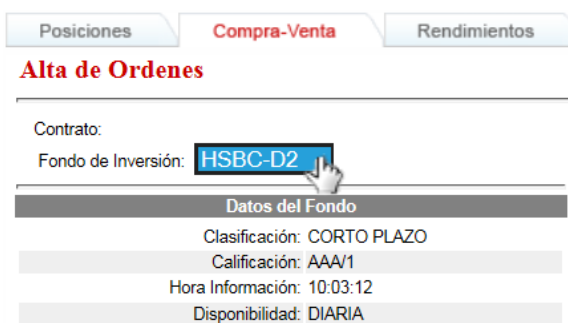 Posiciones Compra-Venta Rendimientos
Alta de Ordenes
Contrato:
Fondo de Inversión: HSBC-D2
Datos del Fondo
Clasificación: CORTO PLAZO
Calificación: AAA/1
Hora Información: 10:03:12
Disponibilidad: DIARIA